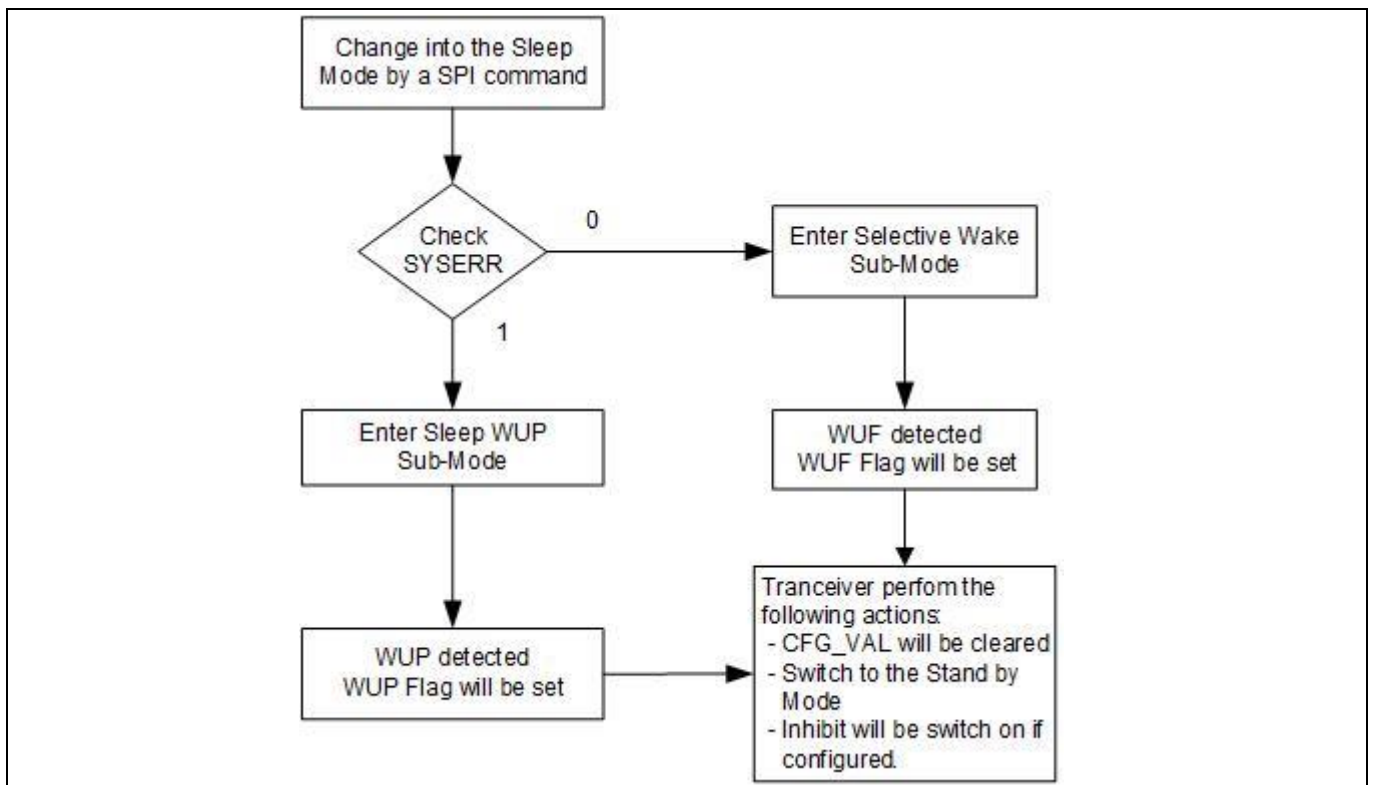 Change into the Sleep
Mode by a SPI command
Check
SYSERR
0
1
Enter Selective Wake
Sub-Mode
Enter Sleep WUP
Sub-Mode
WUF detected
WUF Flag will be set
WUP detected
WUP Flag will be set
Tranceiver perfom the
following actions:
- CFG_VAL will be cleared
- Switch to the Stand by
Mode
- Inhibit will be switch on if
configured.